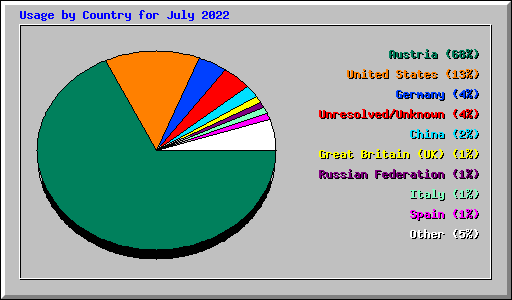 Usage by Country for July 2022
Austria (68%)
United States (13%)
Germany (4%)
Unresolved/Unknown (4%)
China (2%)
Great Britain (UK) (1%)
Russian Federation (1%)
Italy (1%)
Spain (1%)
Other (5%)